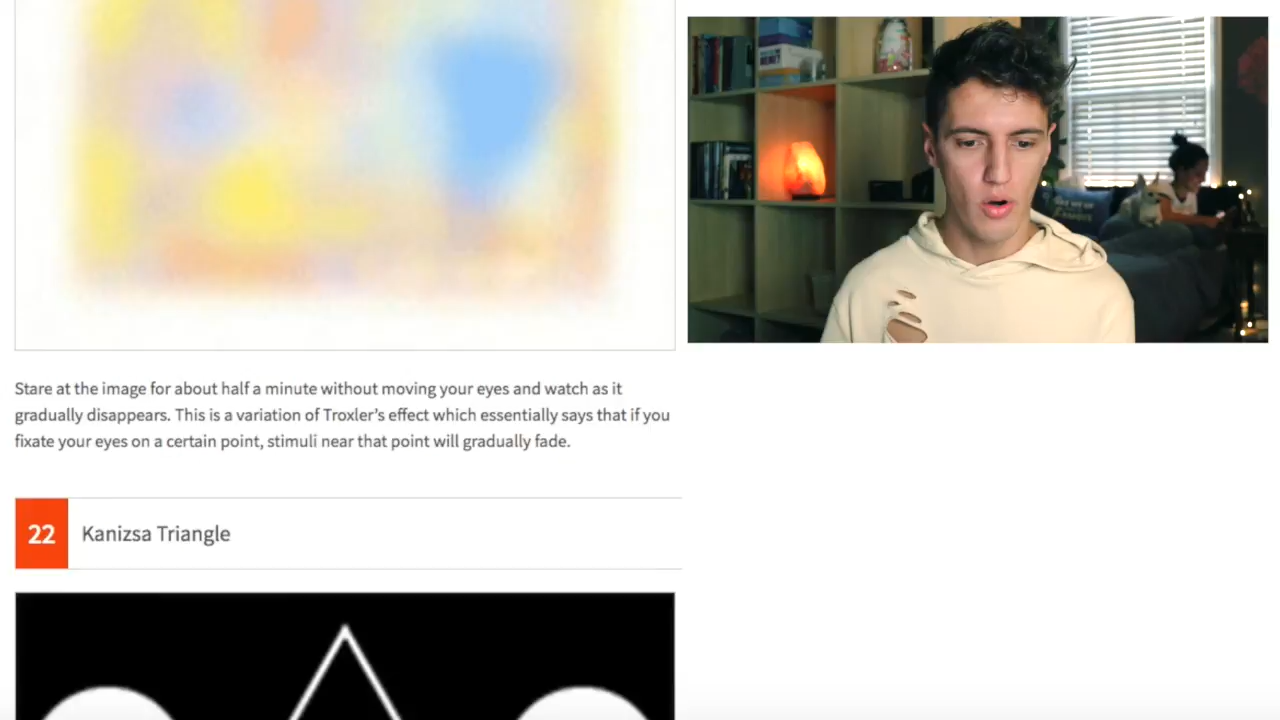 Stare at the image for about half a minute without moving your eyes and watch as it
gradually disappears. This is a variation of Troxler's effect which essentially says that if you
fixate your eyes on a certain point, stimuli near that point will gradually fade.
22 Kanizsa Triangle